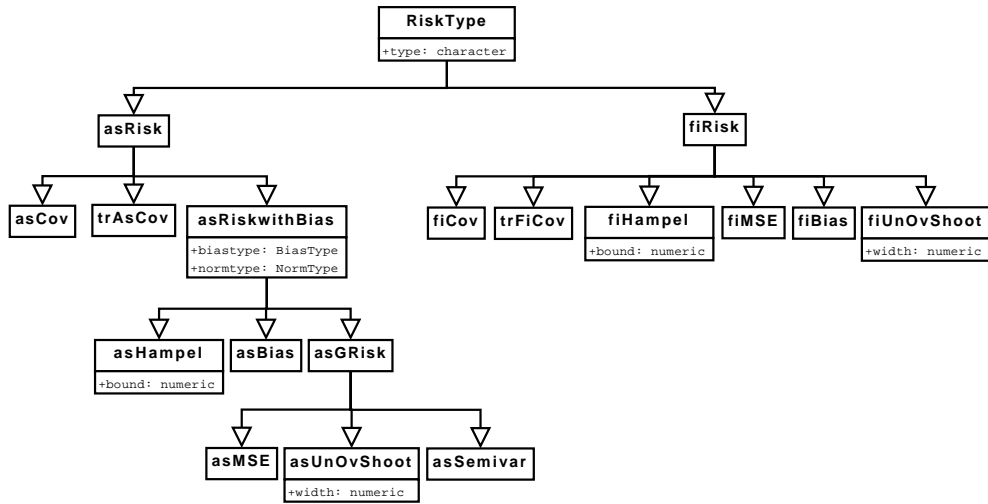 RiskType
+type: character
asRisk
fiRisk
asCov
trAsCov
asRiskwithBias
+biastype: BiasType
+normtype: NormType
fiCov
trFiCov
fiHampel
+bound: numeric
fiMSE
fiBias
fiUnOvShoot
+width: numeric
asHampel
+bound: numeric
asBias
asGRisk
asMSE
asUnOvShoot
+width: numeric
asSemivar